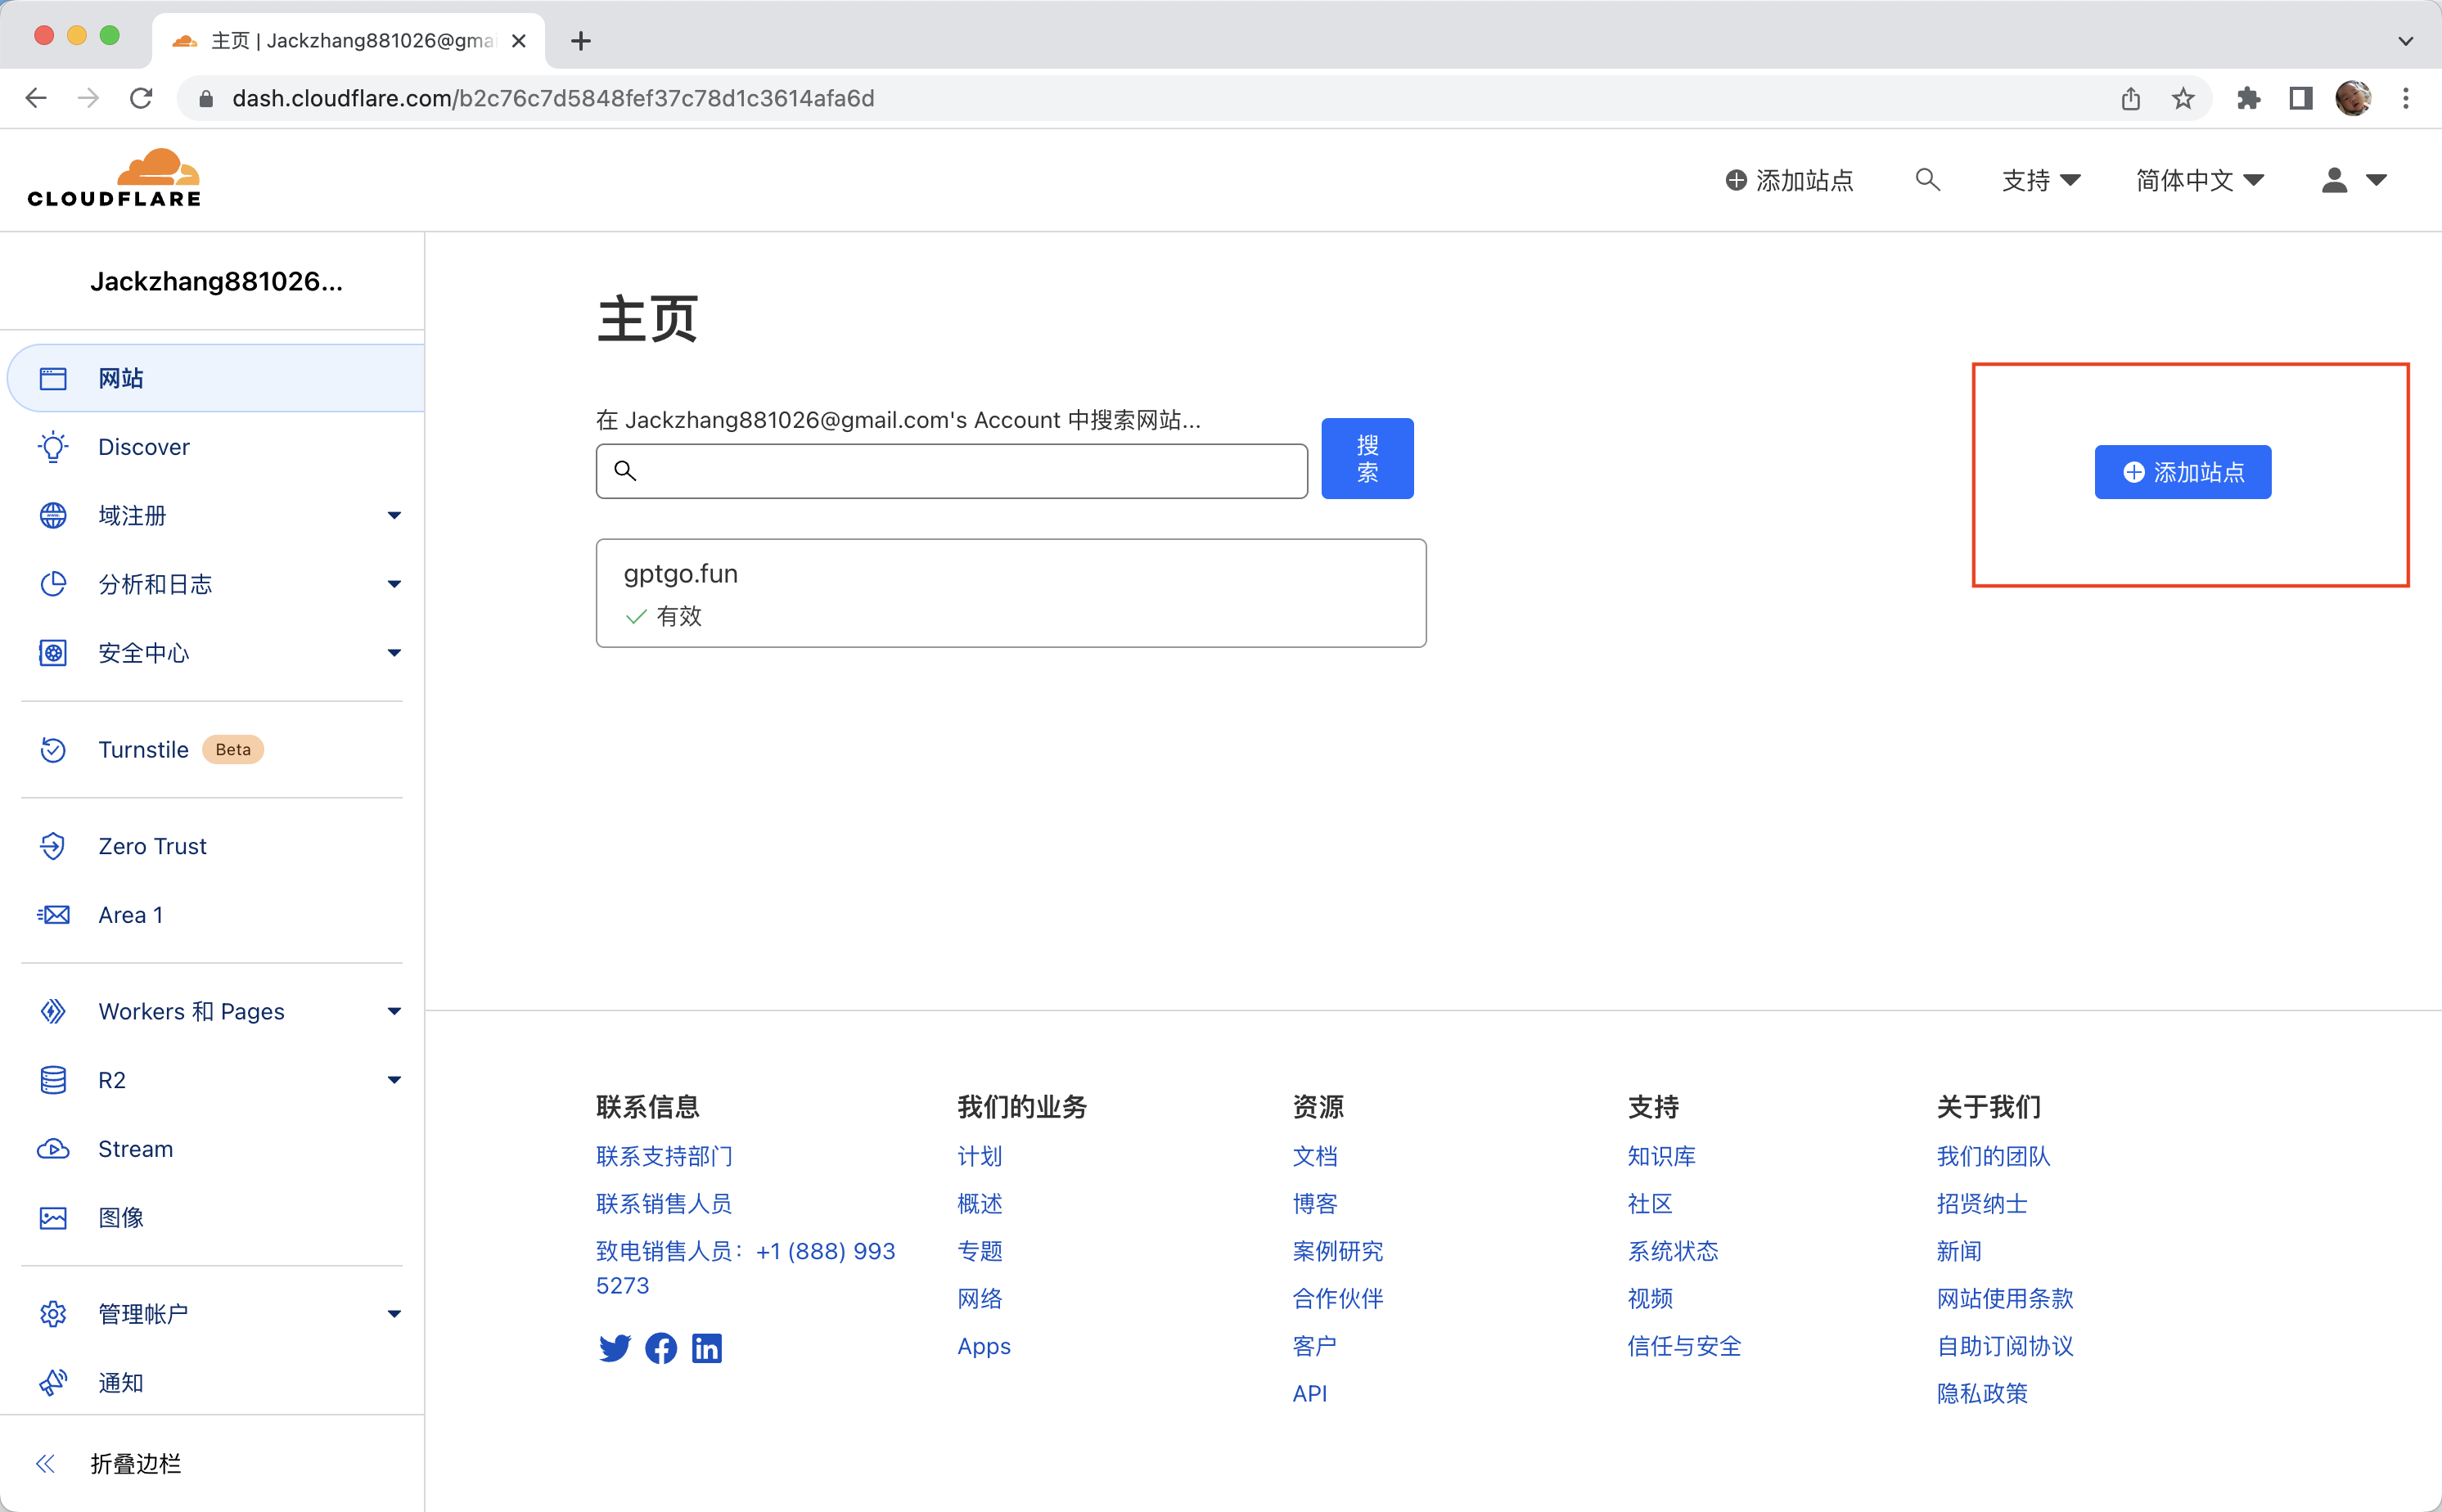 主页 | Jackzhang881026@gmai
dash.cloudflare.com/b2c76c7d5848fef37c78d1c3614afa6d
CLOUDFLARE
添加站点
支持
简体中文
Jackzhang881026...
网站
Discover
域注册
分析和日志
安全中心
Turnstile Beta
Zero Trust
Area 1
Workers 和 Pages
R2
Stream
图像
管理帐户
通知
折叠边栏
主页
在 Jackzhang881026@gmail.com's Account 中搜索网站...
搜
索
添加站点
gptgo.fun
有效
联系信息
联系支持部门
联系销售人员
致电销售人员：+1 (888) 993
5273
我们的业务
计划
概述
专题
网络
Apps
资源
文档
博客
案例研究
合作伙伴
客户
API
支持
知识库
社区
系统状态
视频
信任与安全
关于我们
我们的团队
招贤纳士
新闻
网站使用条款
自助订阅协议
隐私政策